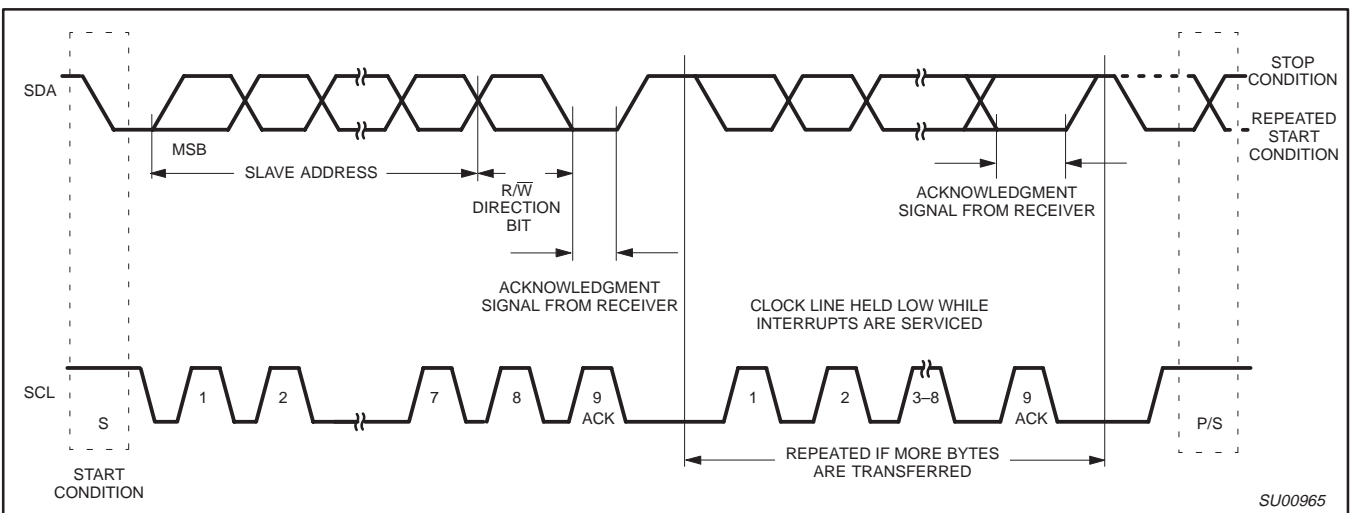 SDA
STOP
CONDITION
REPEATED
START
CONDITION
MSB
SLAVE ADDRESS
R/W̅
DIRECTION
BIT
ACKNOWLEDGMENT
SIGNAL FROM RECEIVER
ACKNOWLEDGMENT
SIGNAL FROM RECEIVER
CLOCK LINE HELD LOW WHILE
INTERRUPTS ARE SERVICED
SCL
S
1
2
7
8
9
ACK
1
2
3–8
9
ACK
P/S
START
CONDITION
REPEATED IF MORE BYTES
ARE TRANSFERRED
SU00965